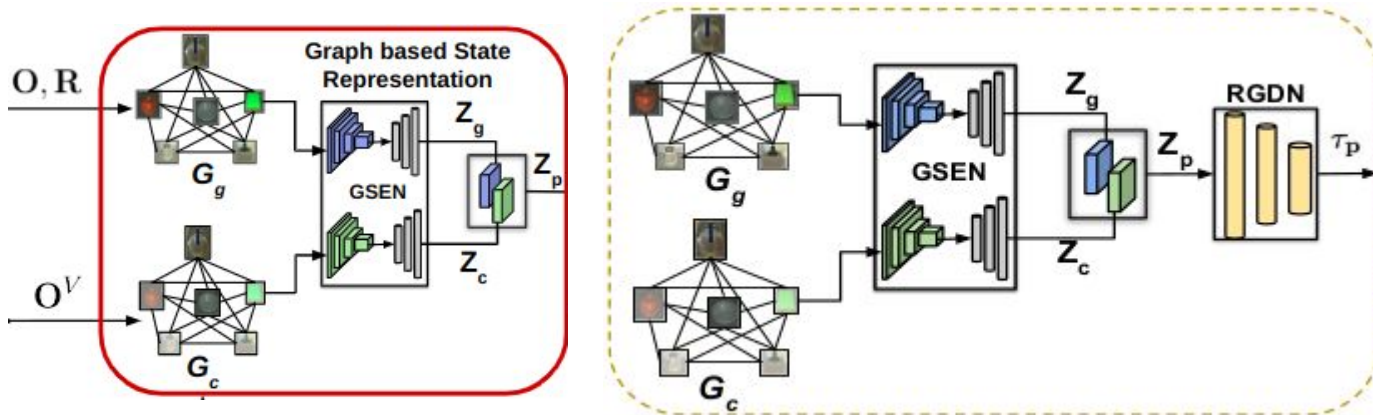 Graph based State
Representation
O, R
G_g
Z_g
GSEN
Z_p
O^V
Z_c
G_c
G_g
Z_g
GSEN
Z_p
RGDN
τ_p
Z_c
G_c